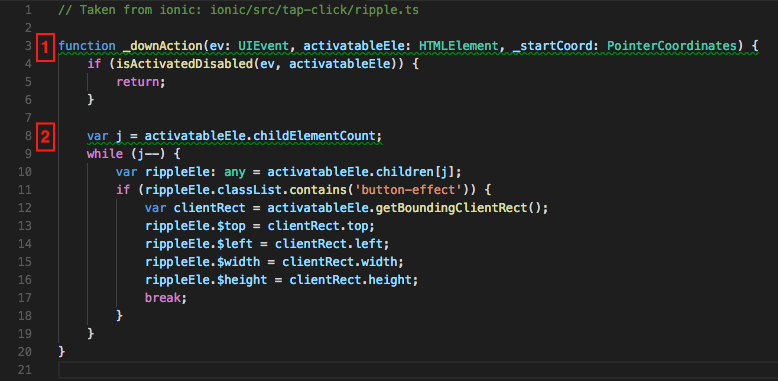 1 // Taken from ionic: ionic/src/tap-click/ripple.ts
2
1 3 function _downAction(ev: UIEvent, activatableEle: HTMLElement, _startCoord: PointerCoordinates) {
4 if (isActivatedDisabled(ev, activatableEle)) {
5 return;
6 }
7
2 8 var j = activatableEle.childElementCount;
9 while (j--) {
10 var rippleEle: any = activatableEle.children[j];
11 if (rippleEle.classList.contains('button-effect')) {
12 var clientRect = activatableEle.getBoundingClientRect();
13 rippleEle.$top = clientRect.top;
14 rippleEle.$left = clientRect.left;
15 rippleEle.$width = clientRect.width;
16 rippleEle.$height = clientRect.height;
17 break;
18 }
19 }
20 }
21